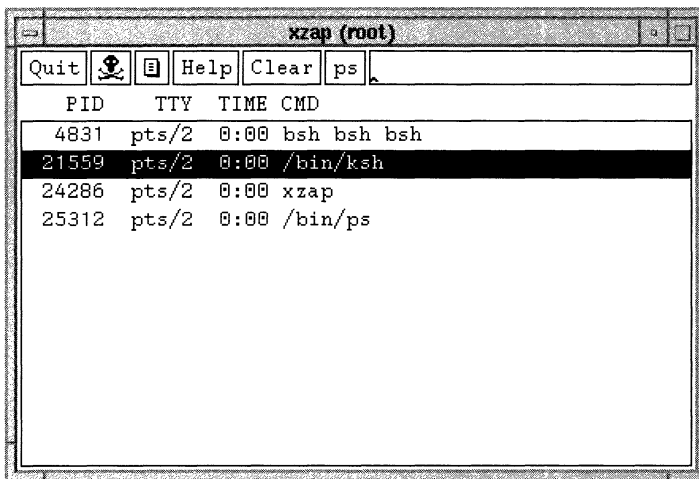 xzap (root)
Quit Help Clear ps
PID TTY TIME CMD
4831 pts/2 0:00 bsh bsh bsh
21559 pts/2 0:00 /bin/ksh
24286 pts/2 0:00 xzap
25312 pts/2 0:00 /bin/ps